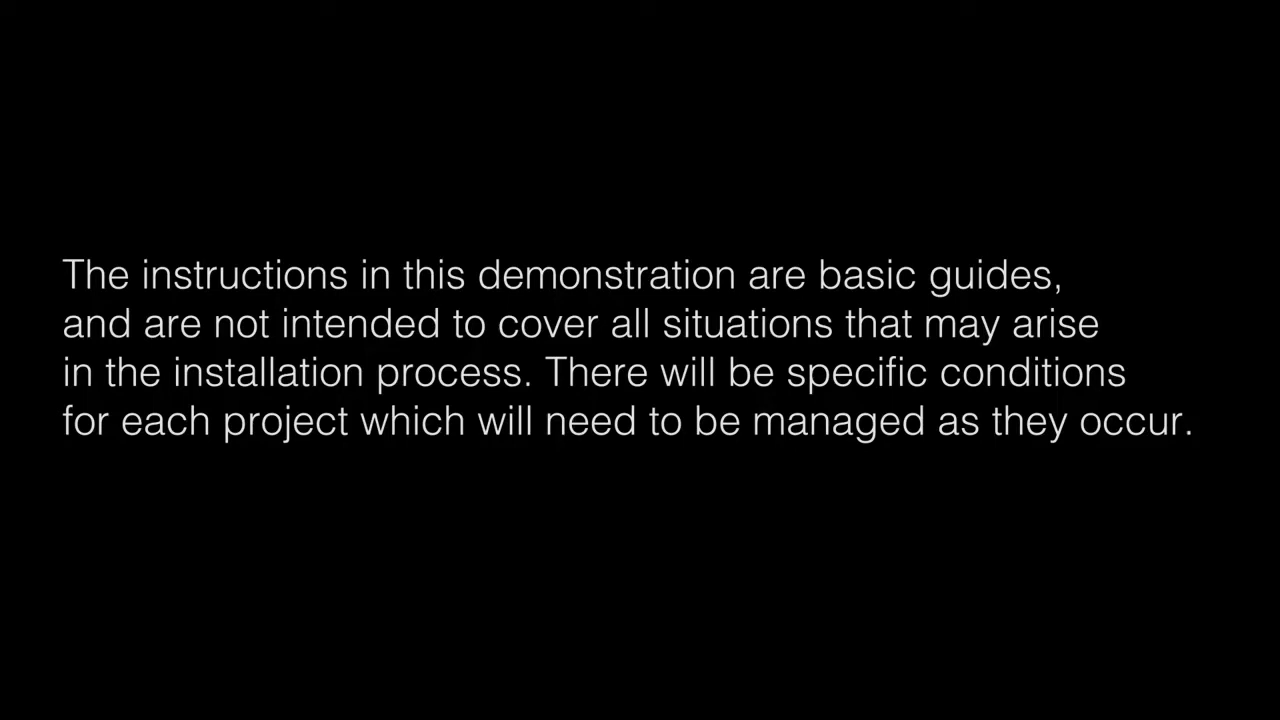 The instructions in this demonstration are basic guides,
and are not intended to cover all situations that may arise
in the installation process. There will be specific conditions
for each project which will need to be managed as they occur.